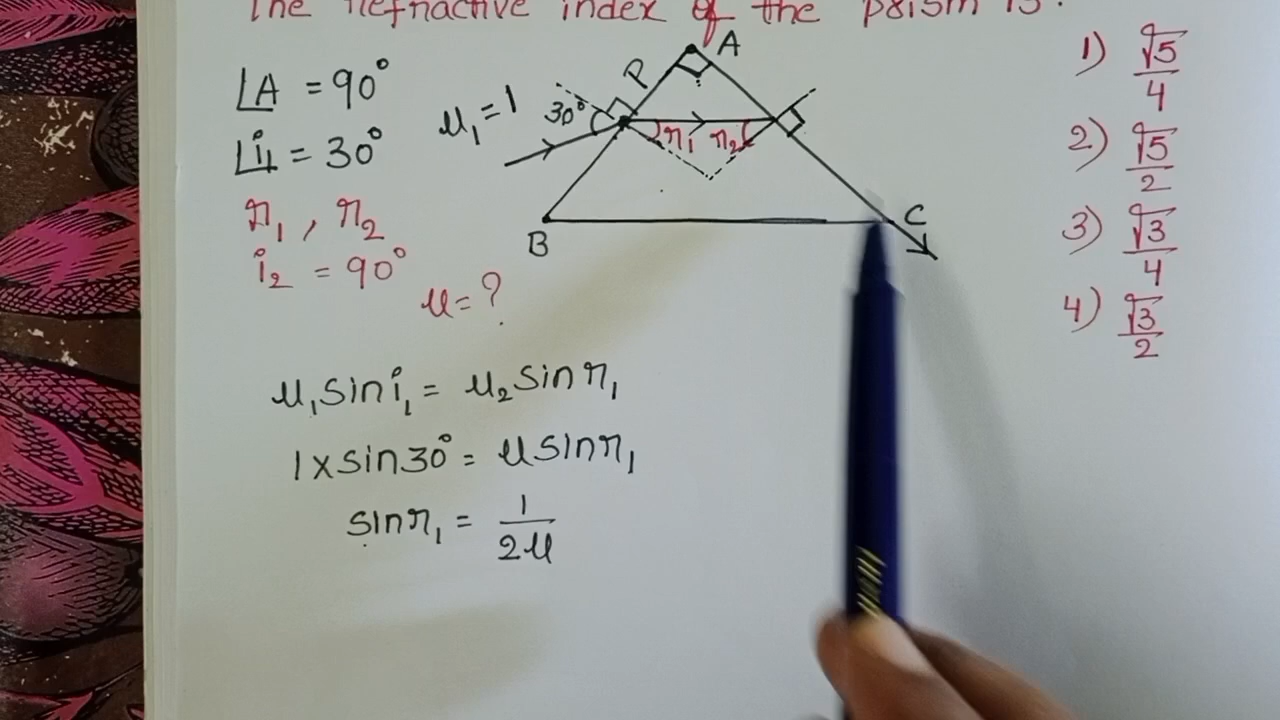 The Refractive index of the prism is:
∠A = 90°
∠i₁ = 30°
r₁, r₂
i₂ = 90°
μ = ?
μ₁ = 1
30°
P
A
r₁ r₂
B
C
1) √5/4
2) √5/2
3) √3/4
4) √3/2
μ₁ sin i₁ = μ₂ sin r₁
1 x sin 30° = μ sin r₁
sin r₁ = 1/2μ